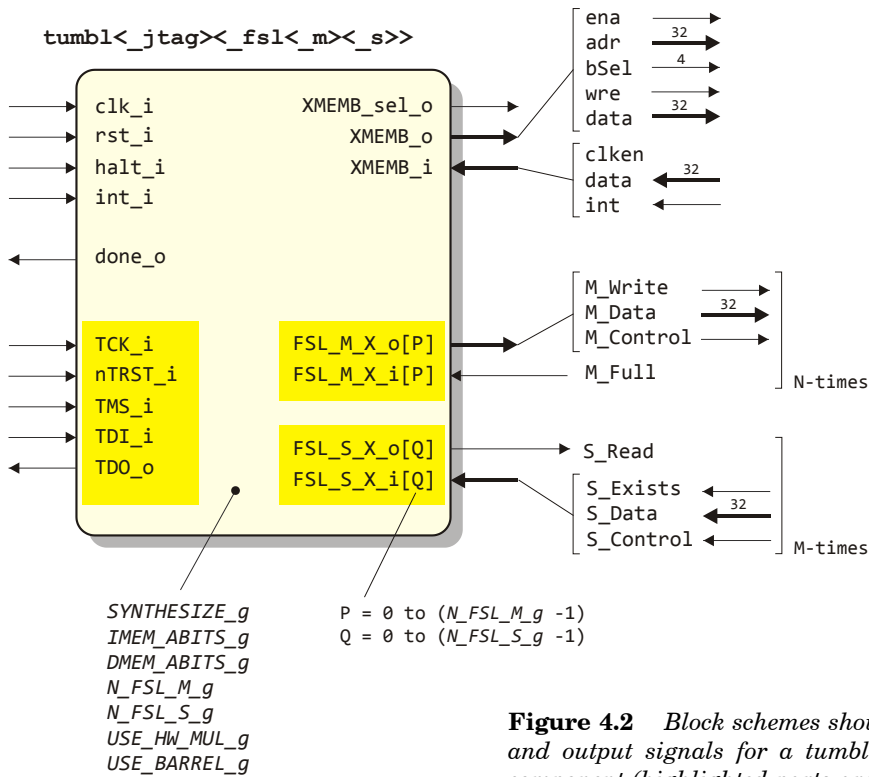 tumbl<_jtag><_fsl<_m><_s>>
clk_i
rst_i
halt_i
int_i
done_o
TCK_i
nTRST_i
TMS_i
TDI_i
TDO_o
XMEMB_sel_o
XMEMB_o
XMEMB_i
FSL_M_X_o[P]
FSL_M_X_i[P]
FSL_S_X_o[Q]
FSL_S_X_i[Q]
ena
adr 32
bSel 4
wre
data 32
clken
data 32
int
M_Write
M_Data 32
M_Control
M_Full
N-times
S_Read
S_Exists
S_Data 32
S_Control
M-times
SYNTHESIZE_g
IMEM_ABITS_g
DMEM_ABITS_g
N_FSL_M_g
N_FSL_S_g
USE_HW_MUL_g
USE_BARREL_g
P = 0 to (N_FSL_M_g -1)
Q = 0 to (N_FSL_S_g -1)
Figure 4.2 Block schemes show
and output signals for a tumbl